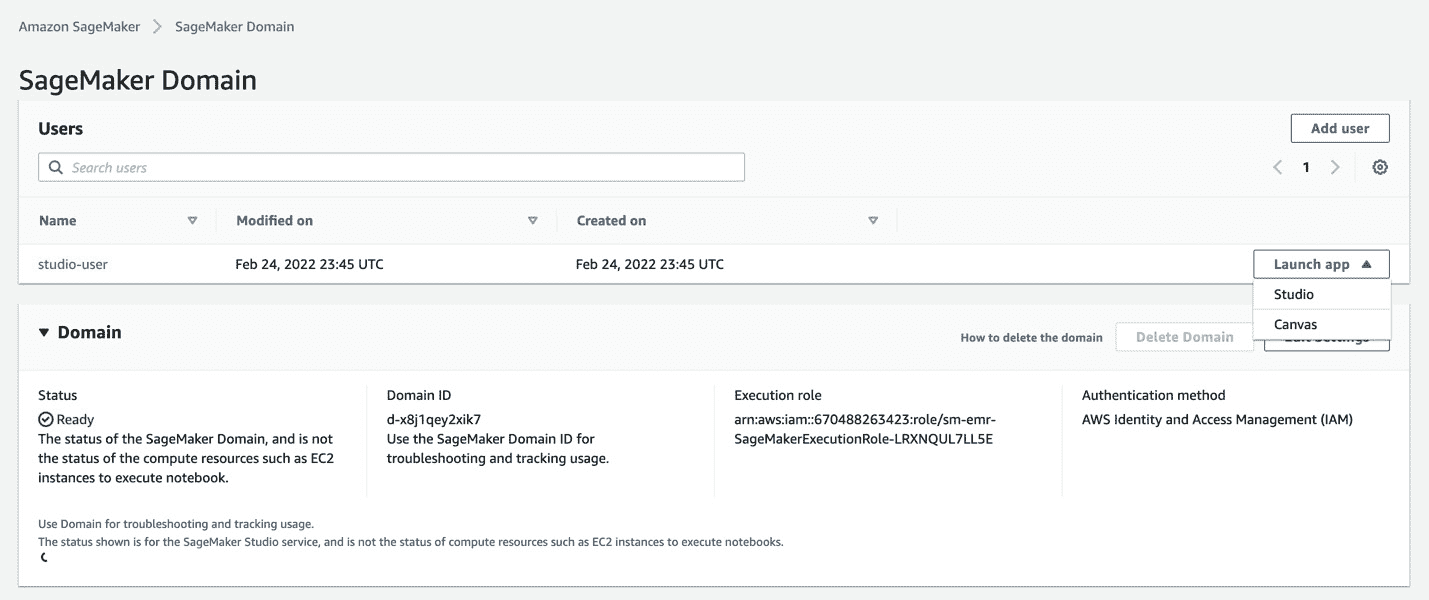 Amazon SageMaker > SageMaker Domain
SageMaker Domain
Users
Add user
Search users
1
Name Modified on Created on
studio-user Feb 24, 2022 23:45 UTC Feb 24, 2022 23:45 UTC Launch app
Studio
Canvas
Domain
How to delete the domain Delete Domain Edit Settings
Status
Ready
The status of the SageMaker Domain, and is not
the status of the compute resources such as EC2
instances to execute notebook.
Domain ID
d-x8j1qey2xik7
Use the SageMaker Domain ID for
troubleshooting and tracking usage.
Execution role
arn:aws:iam::670488263423:role/sm-emr-
SageMakerExecutionRole-LRXNQUL7LL5E
Authentication method
AWS Identity and Access Management (IAM)
Use Domain for troubleshooting and tracking usage.
The status shown is for the SageMaker Studio service, and is not the status of compute resources such as EC2 instances to execute notebooks.